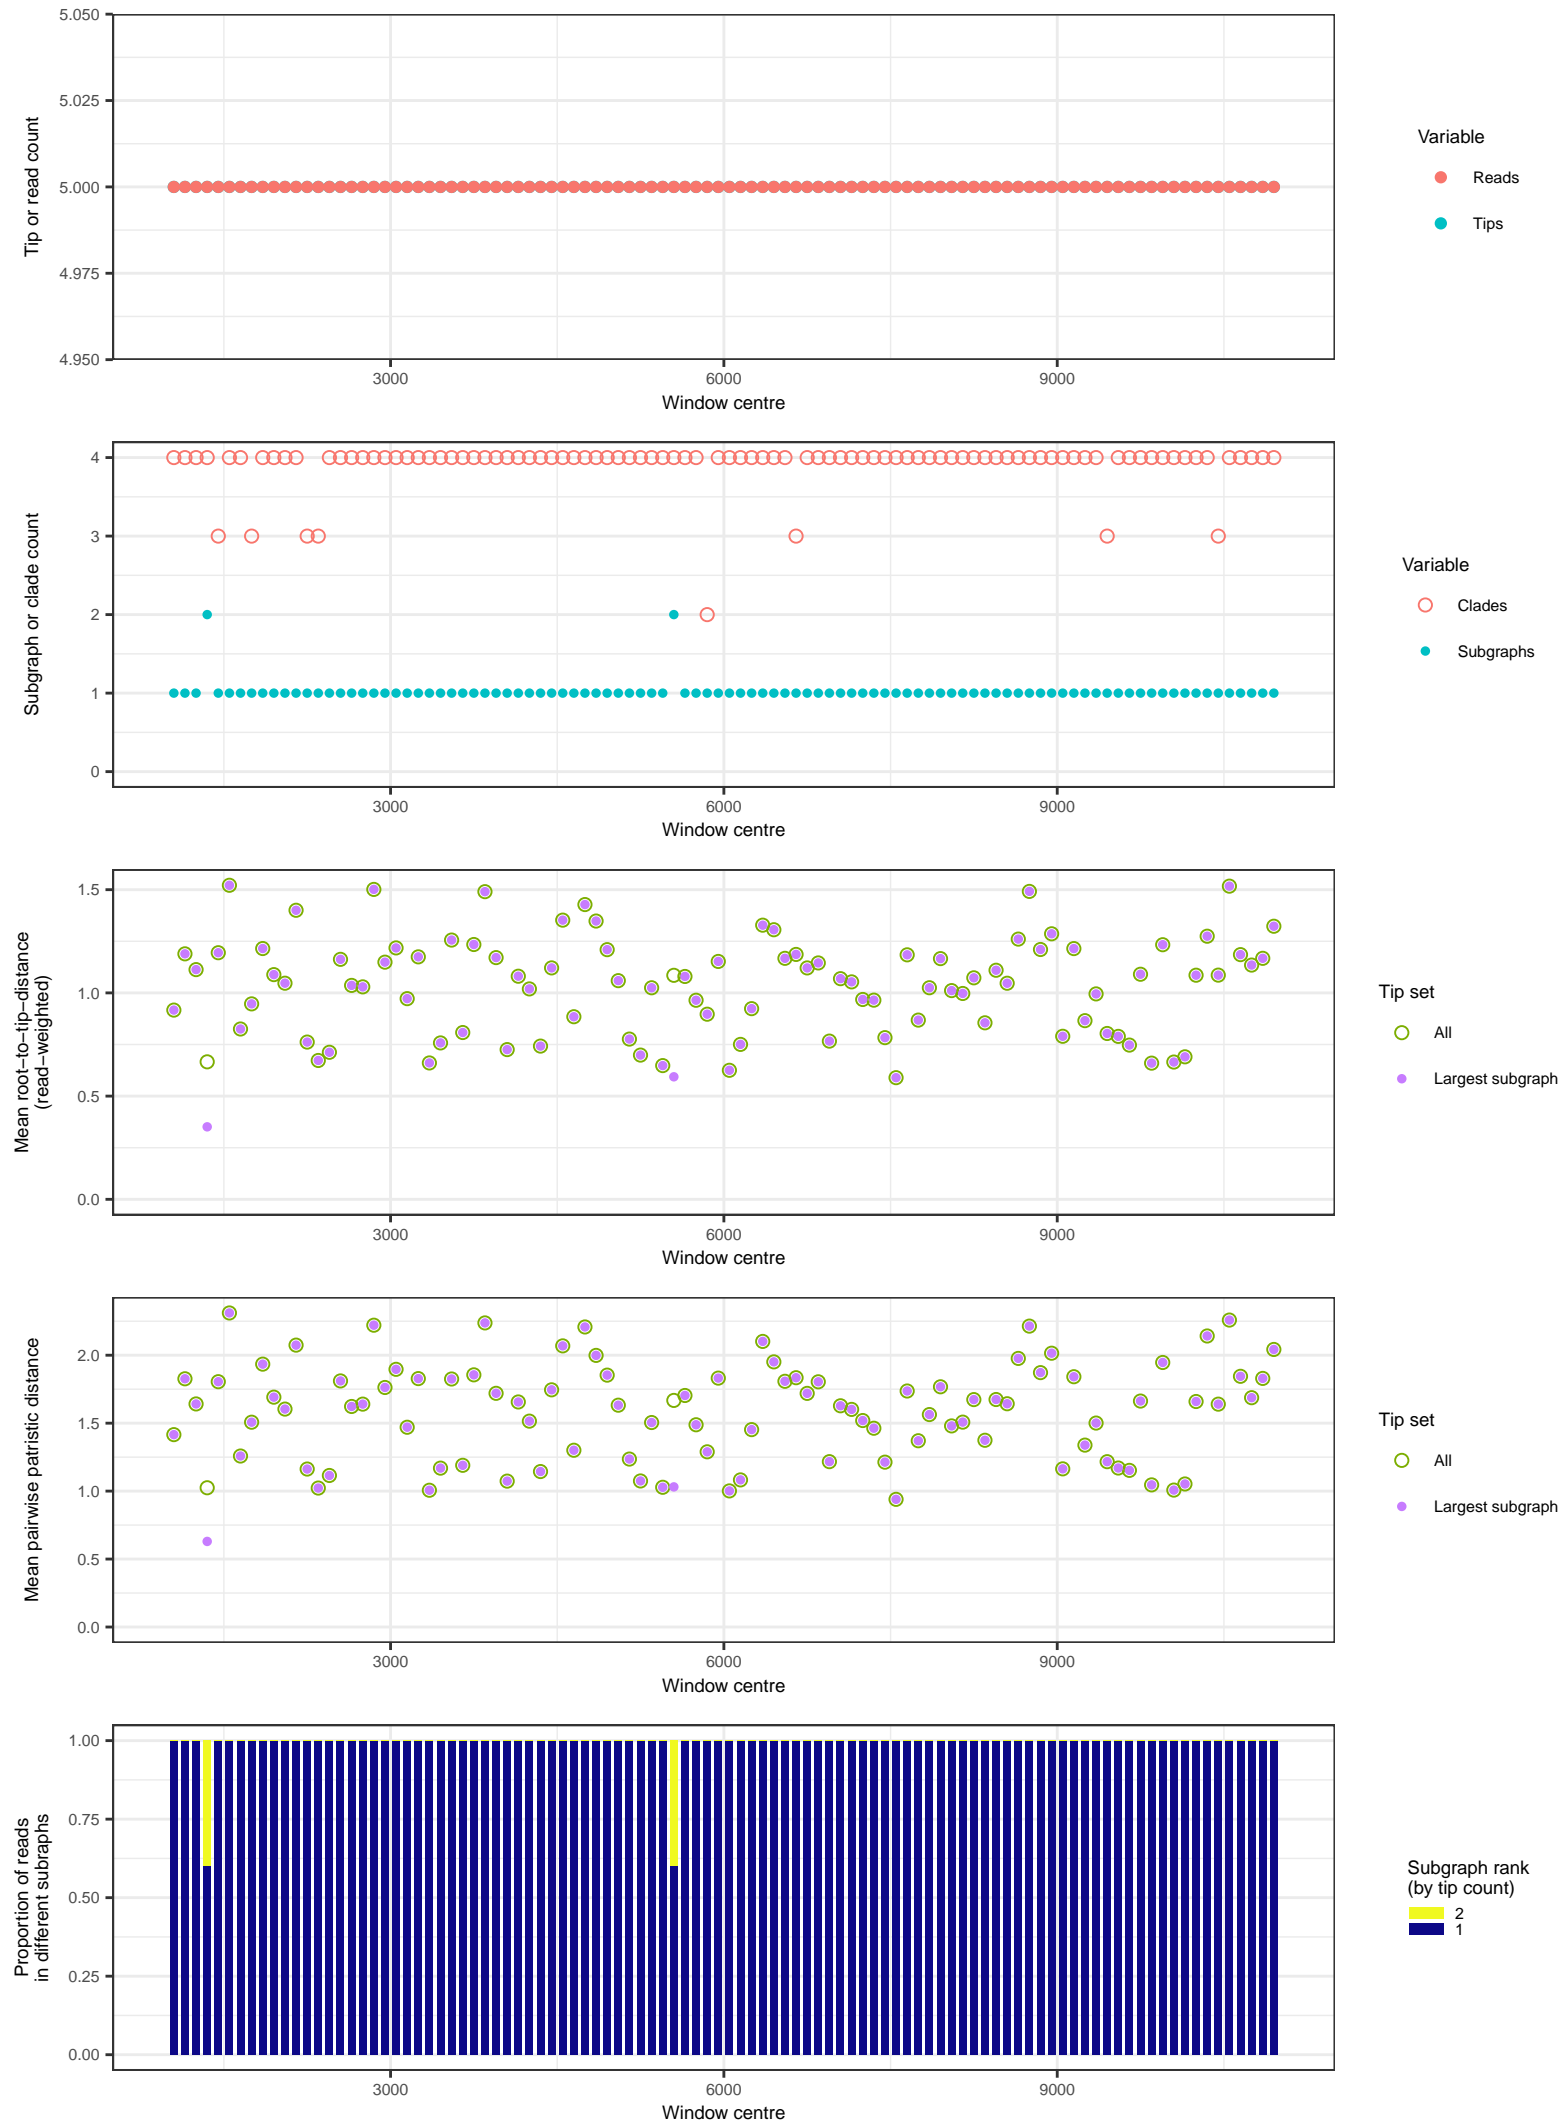 5.050
5.025
5.000
4.975
4.950
Tip or read count
3000 6000 9000
Window centre
Variable
Reads
Tips
4
3
2
1
0
Subgraph or clade count
3000 6000 9000
Window centre
Variable
Clades
Subgraphs
1.5
1.0
0.5
0.0
Mean root−to−tip−distance
(read−weighted)
3000 6000 9000
Window centre
Tip set
All
Largest subgraph
2.0
1.5
1.0
0.5
0.0
Mean pairwise patristic distance
3000 6000 9000
Window centre
Tip set
All
Largest subgraph
1.00
0.75
0.50
0.25
0.00
Proportion of reads
in different subraphs
3000 6000 9000
Window centre
Subgraph rank
(by tip count)
2
1